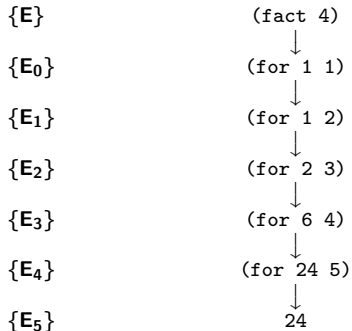 {E} (fact 4)
{E₀} (for 1 1)
{E₁} (for 1 2)
{E₂} (for 2 3)
{E₃} (for 6 4)
{E₄} (for 24 5)
{E₅} 24